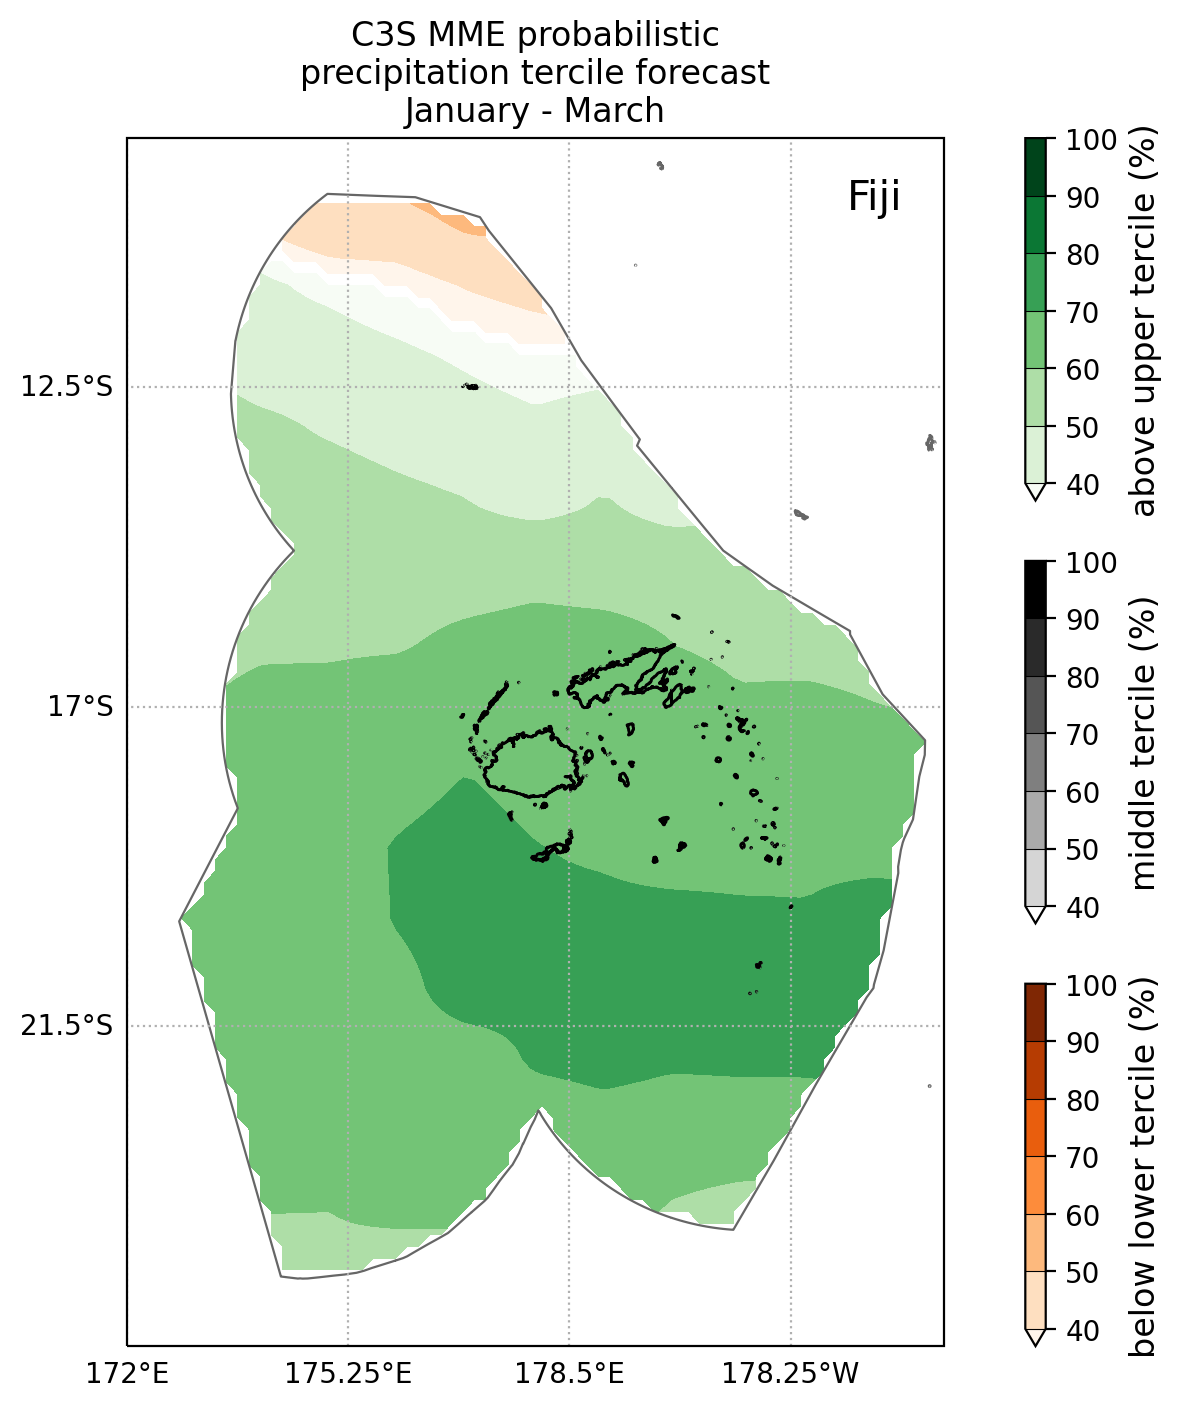 C3S MME probabilistic
precipitation tercile forecast
January - March
Fiji
12.5°S
17°S
21.5°S
172°E
175.25°E
178.5°E
178.25°W
100
90
80
70
60
50
40
above upper tercile (%)
100
90
80
70
60
50
40
middle tercile (%)
100
90
80
70
60
50
40
below lower tercile (%)